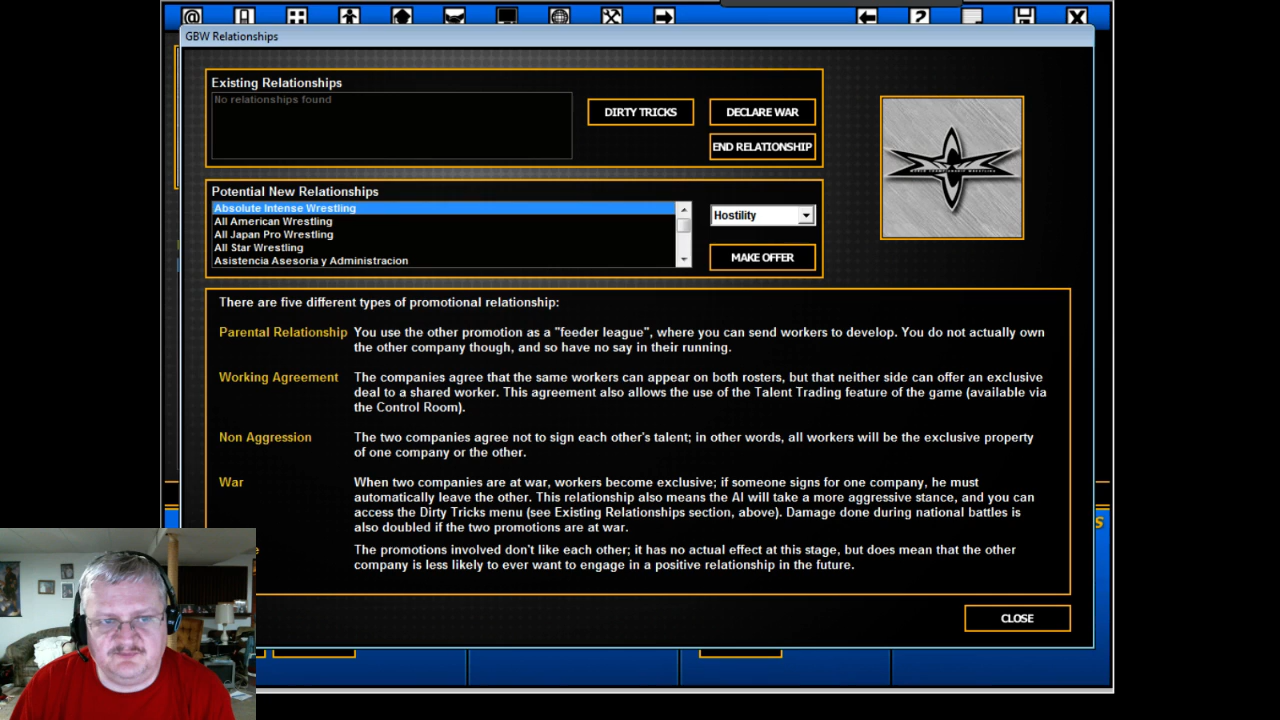 GBW Relationships
Existing Relationships
No relationships found
DIRTY TRICKS
DECLARE WAR
END RELATIONSHIP
Potential New Relationships
Absolute Intense Wrestling
All American Wrestling
All Japan Pro Wrestling
All Star Wrestling
Asistencia Asesoria y Administracion
Hostility
MAKE OFFER
WORLD CHAMPIONSHIP WRESTLING
There are five different types of promotional relationship:
Parental Relationship You use the other promotion as a "feeder league", where you can send workers to develop. You do not actually own
the other company though, and so have no say in their running.
Working Agreement The companies agree that the same workers can appear on both rosters, but that neither side can offer an exclusive
deal to a shared worker. This agreement also allows the use of the Talent Trading feature of the game (available via
the Control Room).
Non Aggression The two companies agree not to sign each other's talent; in other words, all workers will be the exclusive property
of one company or the other.
War When two companies are at war, workers become exclusive; if someone signs for one company, he must
automatically leave the other. This relationship also means the AI will take a more aggressive stance, and you can
access the Dirty Tricks menu (see Existing Relationships section, above). Damage done during national battles is
also doubled if the two promotions are at war.
The promotions involved don't like each other; it has no actual effect at this stage, but does mean that the other
company is less likely to ever want to engage in a positive relationship in the future.
CLOSE